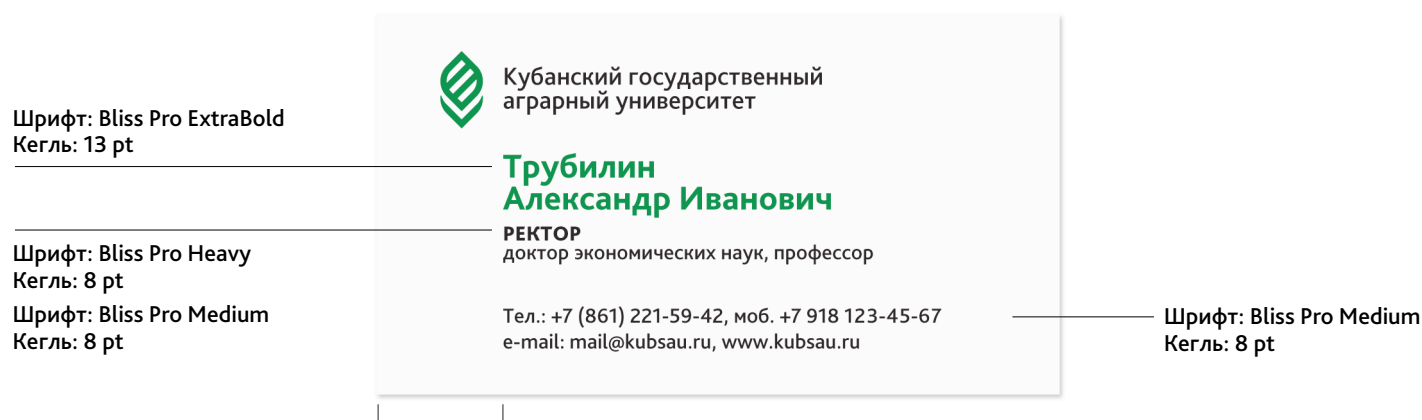 Кубанский государственный
аграрный университет
Шрифт: Bliss Pro ExtraBold
Кегль: 13 pt
Трубилин
Александр Иванович
РЕКТОР
доктор экономических наук, профессор
Шрифт: Bliss Pro Heavy
Кегль: 8 pt
Шрифт: Bliss Pro Medium
Кегль: 8 pt
Тел.: +7 (861) 221-59-42, моб. +7 918 123-45-67
e-mail: mail@kubsau.ru, www.kubsau.ru
Шрифт: Bliss Pro Medium
Кегль: 8 pt